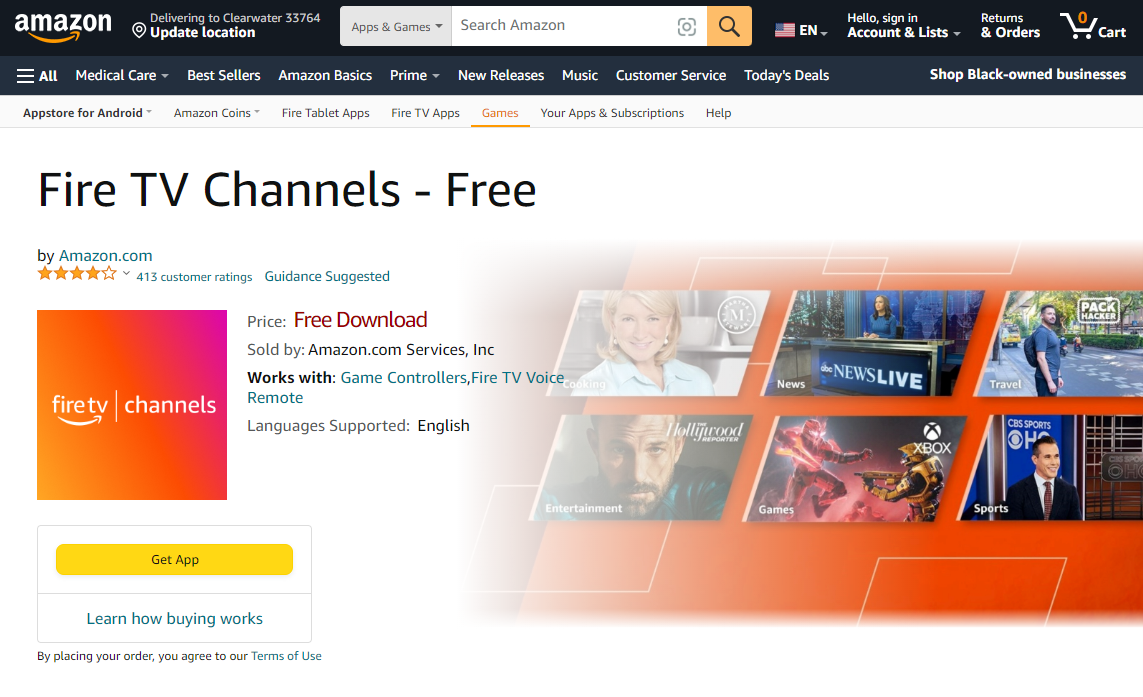 amazon
Delivering to Clearwater 33764
Update location
Apps & Games
Search Amazon
EN
Hello, sign in
Account & Lists
Returns
& Orders
0
Cart
All
Medical Care
Best Sellers
Amazon Basics
Prime
New Releases
Music
Customer Service
Today's Deals
Shop Black-owned businesses
Appstore for Android
Amazon Coins
Fire Tablet Apps
Fire TV Apps
Games
Your Apps & Subscriptions
Help
Fire TV Channels - Free
by Amazon.com
413 customer ratings
Guidance Suggested
fire tv | channels
Price: Free Download
Sold by: Amazon.com Services, Inc
Works with: Game Controllers,Fire TV Voice
Remote
Languages Supported: English
Cooking
M
abc NEWS LIVE
News
PACK
HACKER
Travel
The Hollywood
REPORTER
Entertainment
XBOX
Games
CBS SPORTS
HQ
Sports
Get App
Learn how buying works
By placing your order, you agree to our Terms of Use